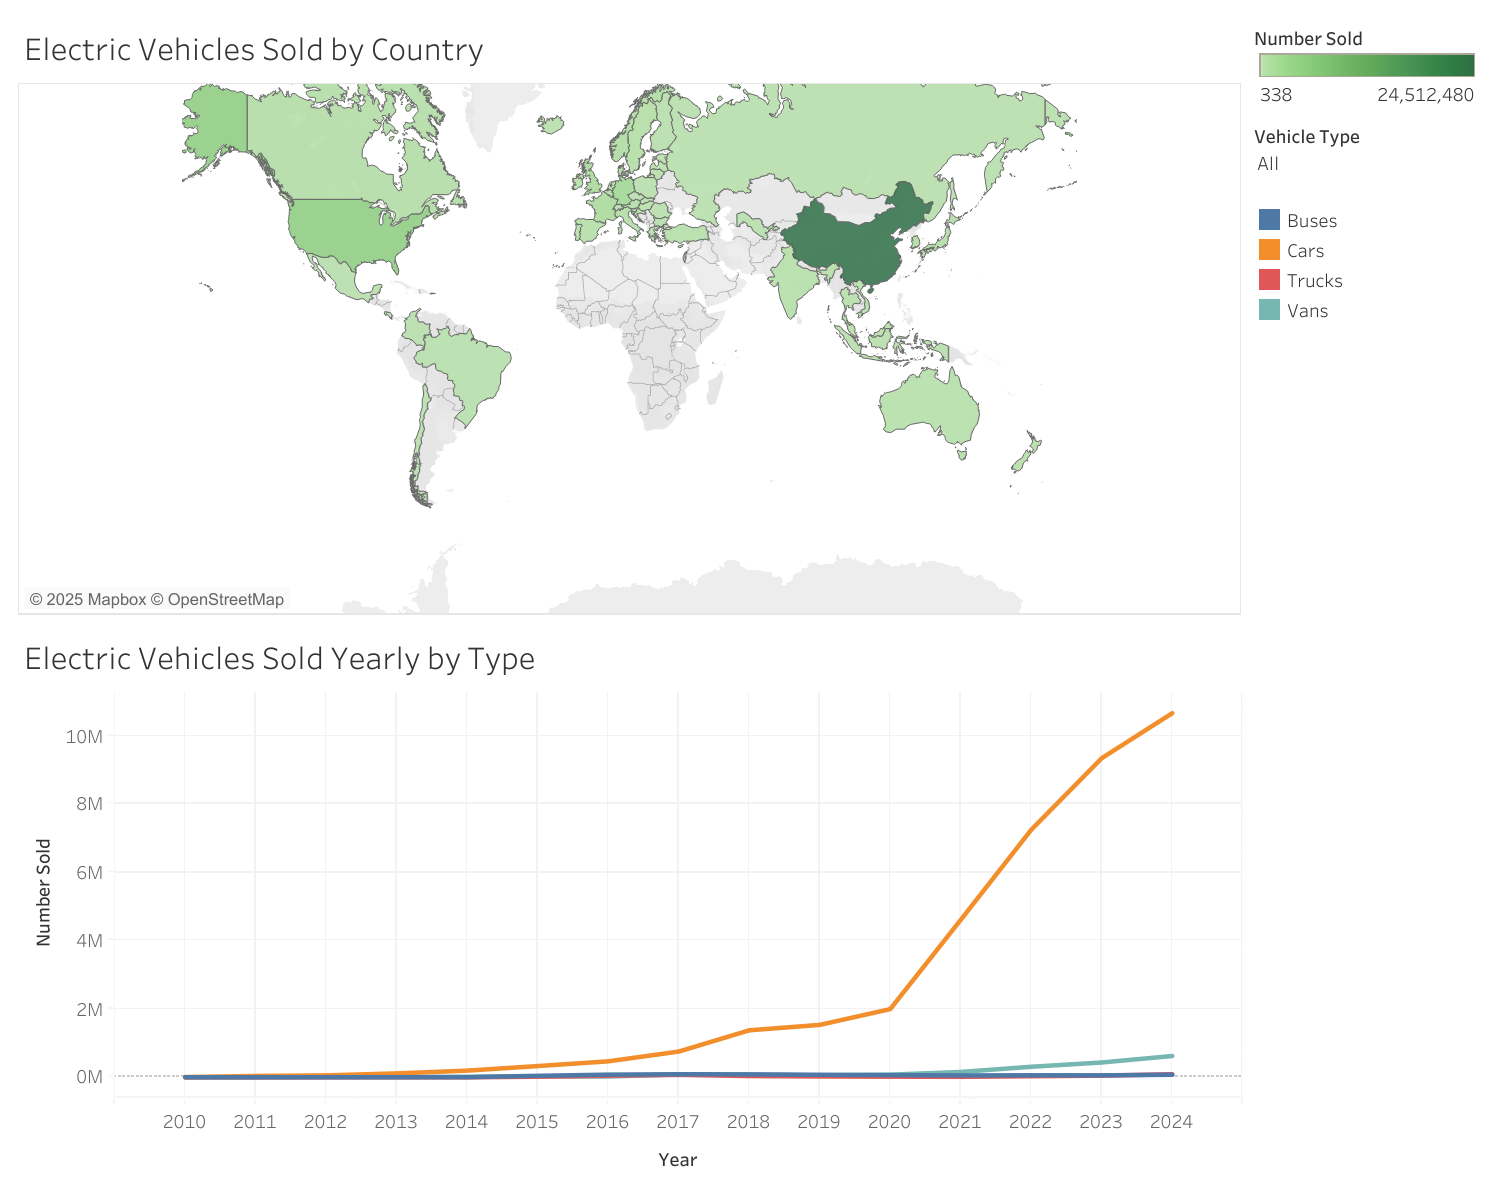 Electric Vehicles Sold by Country
Number Sold
338 24,512,480
Vehicle Type
All
Buses
Cars
Trucks
Vans
© 2025 Mapbox © OpenStreetMap
Electric Vehicles Sold Yearly by Type
10M
8M
6M
4M
2M
0M
Number Sold
2010 2011 2012 2013 2014 2015 2016 2017 2018 2019 2020 2021 2022 2023 2024
Year